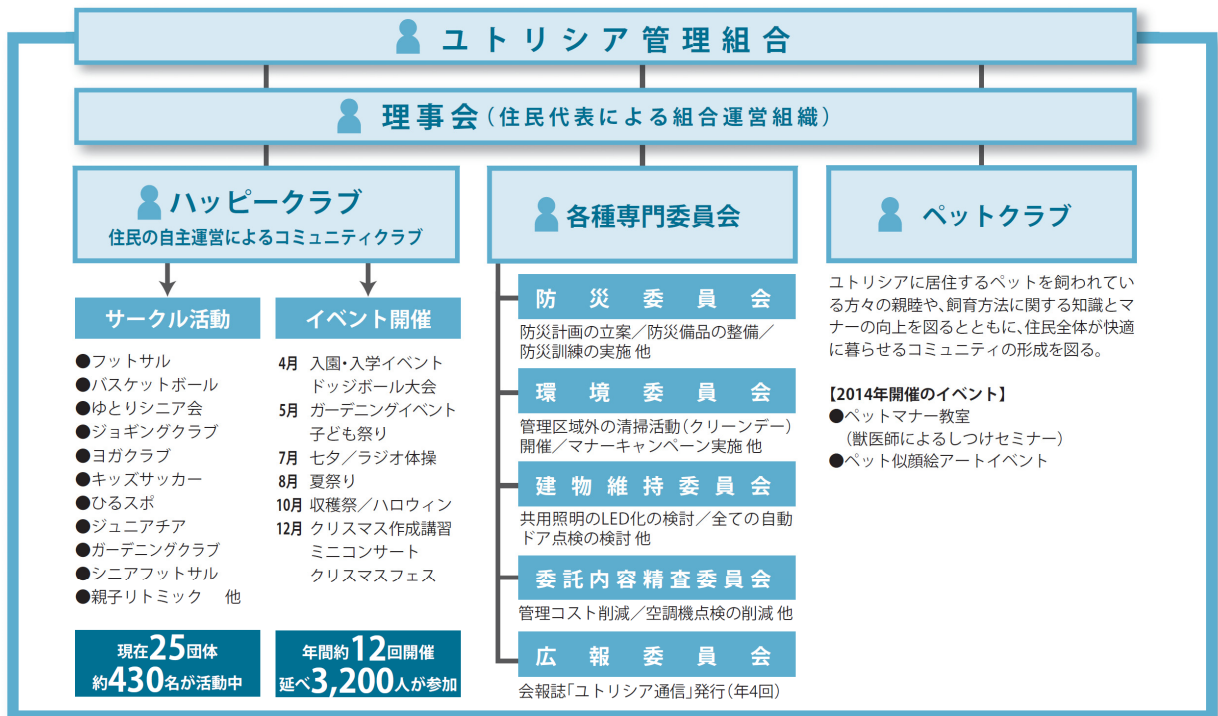 ユトリシア管理組合
理事会(住民代表による組合運営組織)
ハッピークラブ
住民の自主運営によるコミュニティクラブ
サークル活動
●フットサル
●バスケットボール
●ゆとりシニア会
●ジョギングクラブ
●ヨガクラブ
●キッズサッカー
●ひるスポ
●ジュニアチア
●ガーデニングクラブ
●シニアフットサル
●親子リトミック 他
現在25団体
約430名が活動中
イベント開催
4月 入園・入学イベント
ドッジボール大会
5月 ガーデニングイベント
子ども祭り
7月 七夕/ラジオ体操
8月 夏祭り
10月 収穫祭/ハロウィン
12月 クリスマス作成講習
ミニコンサート
クリスマスフェス
年間約12回開催
延べ3,200人が参加
各種専門委員会
防災委員会
防災計画の立案/防災備品の整備/
防災訓練の実施 他
環境委員会
管理区域外の清掃活動(クリーンデー)
開催/マナーキャンペーン実施 他
建物維持委員会
共用照明のLED化の検討/全ての自動
ドア点検の検討 他
委託内容精査委員会
管理コスト削減/空調機点検の削減 他
広報委員会
会報誌「ユトリシア通信」発行(年4回)
ペットクラブ
ユトリシアに居住するペットを飼われてい
る方々の親睦や、飼育方法に関する知識とマ
ナーの向上を図るとともに、住民全体が快適
に暮らせるコミュニティの形成を図る。
【2014年開催のイベント】
●ペットマナー教室
(獣医師によるしつけセミナー)
●ペット似顔絵アートイベント